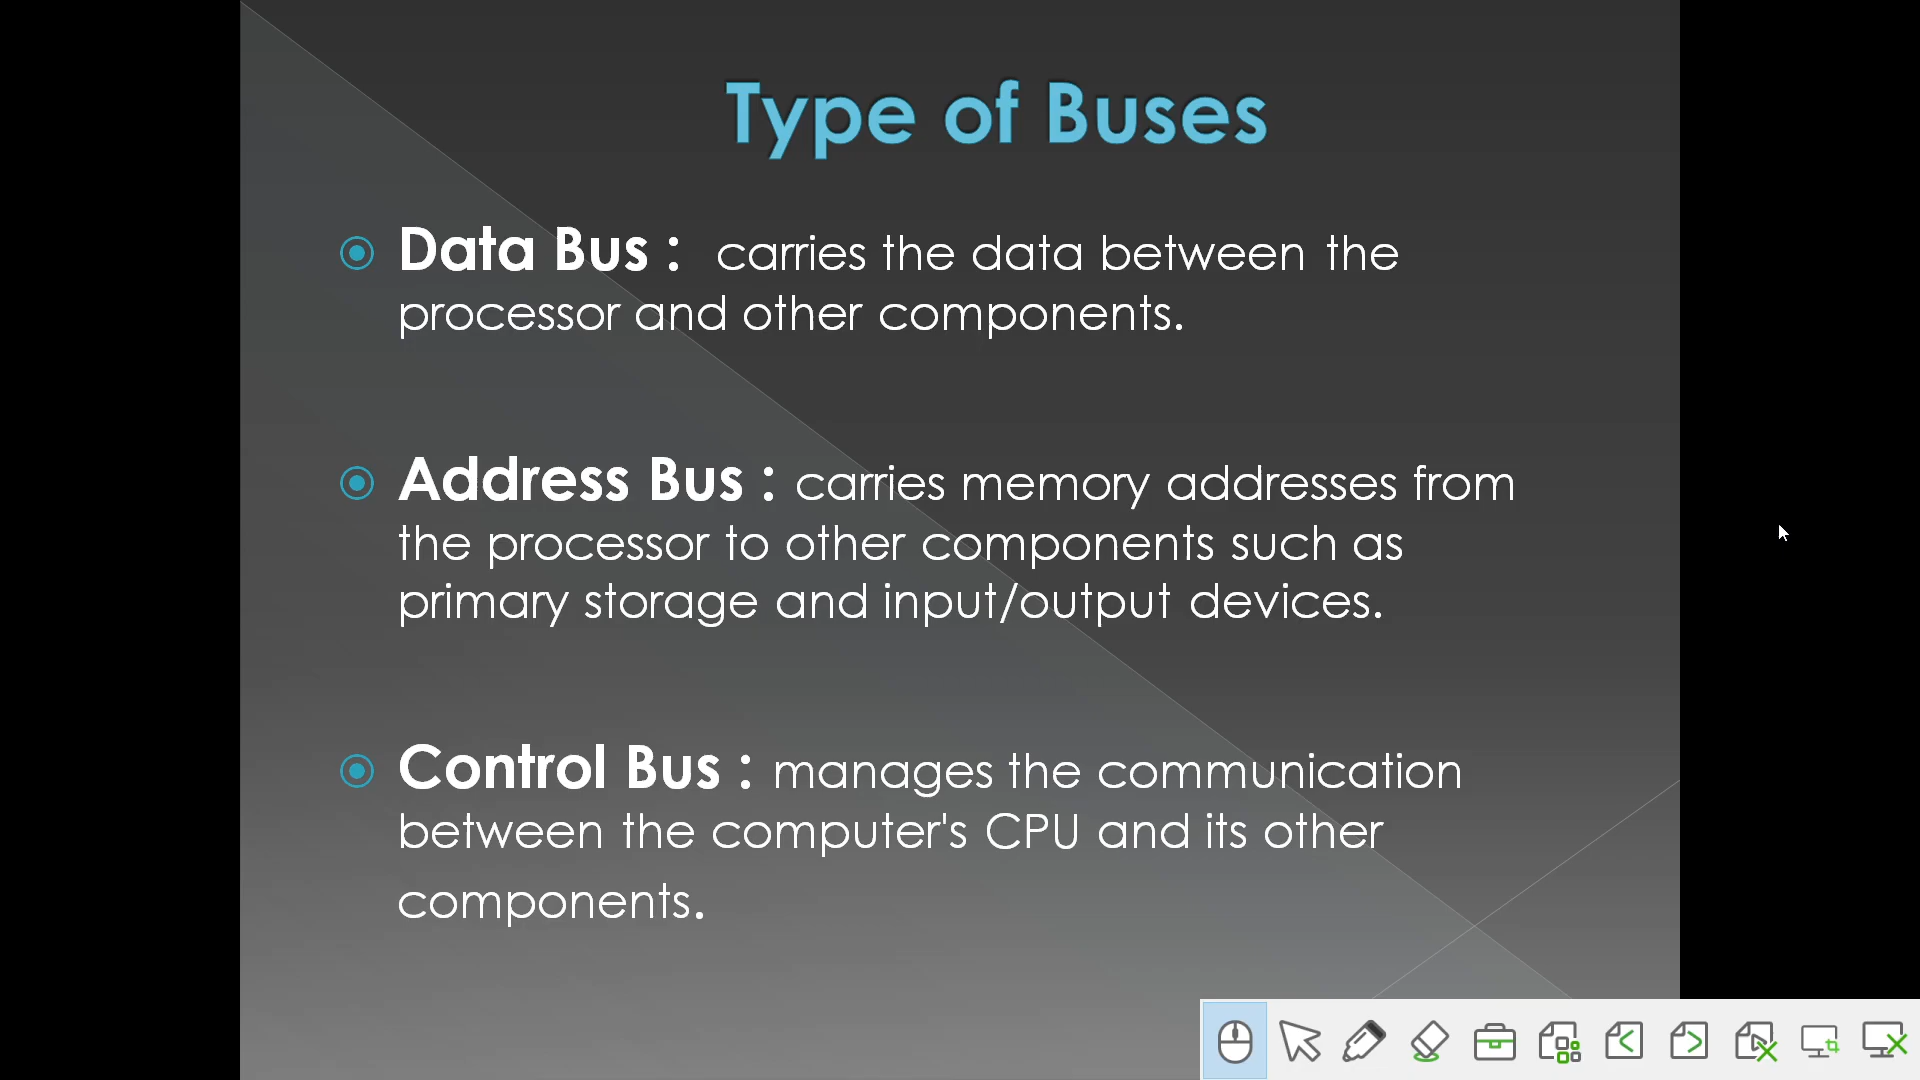 Type of Buses
Data Bus : carries the data between the
processor and other components.
Address Bus : carries memory addresses from
the processor to other components such as
primary storage and input/output devices.
Control Bus : manages the communication
between the computer's CPU and its other
components.